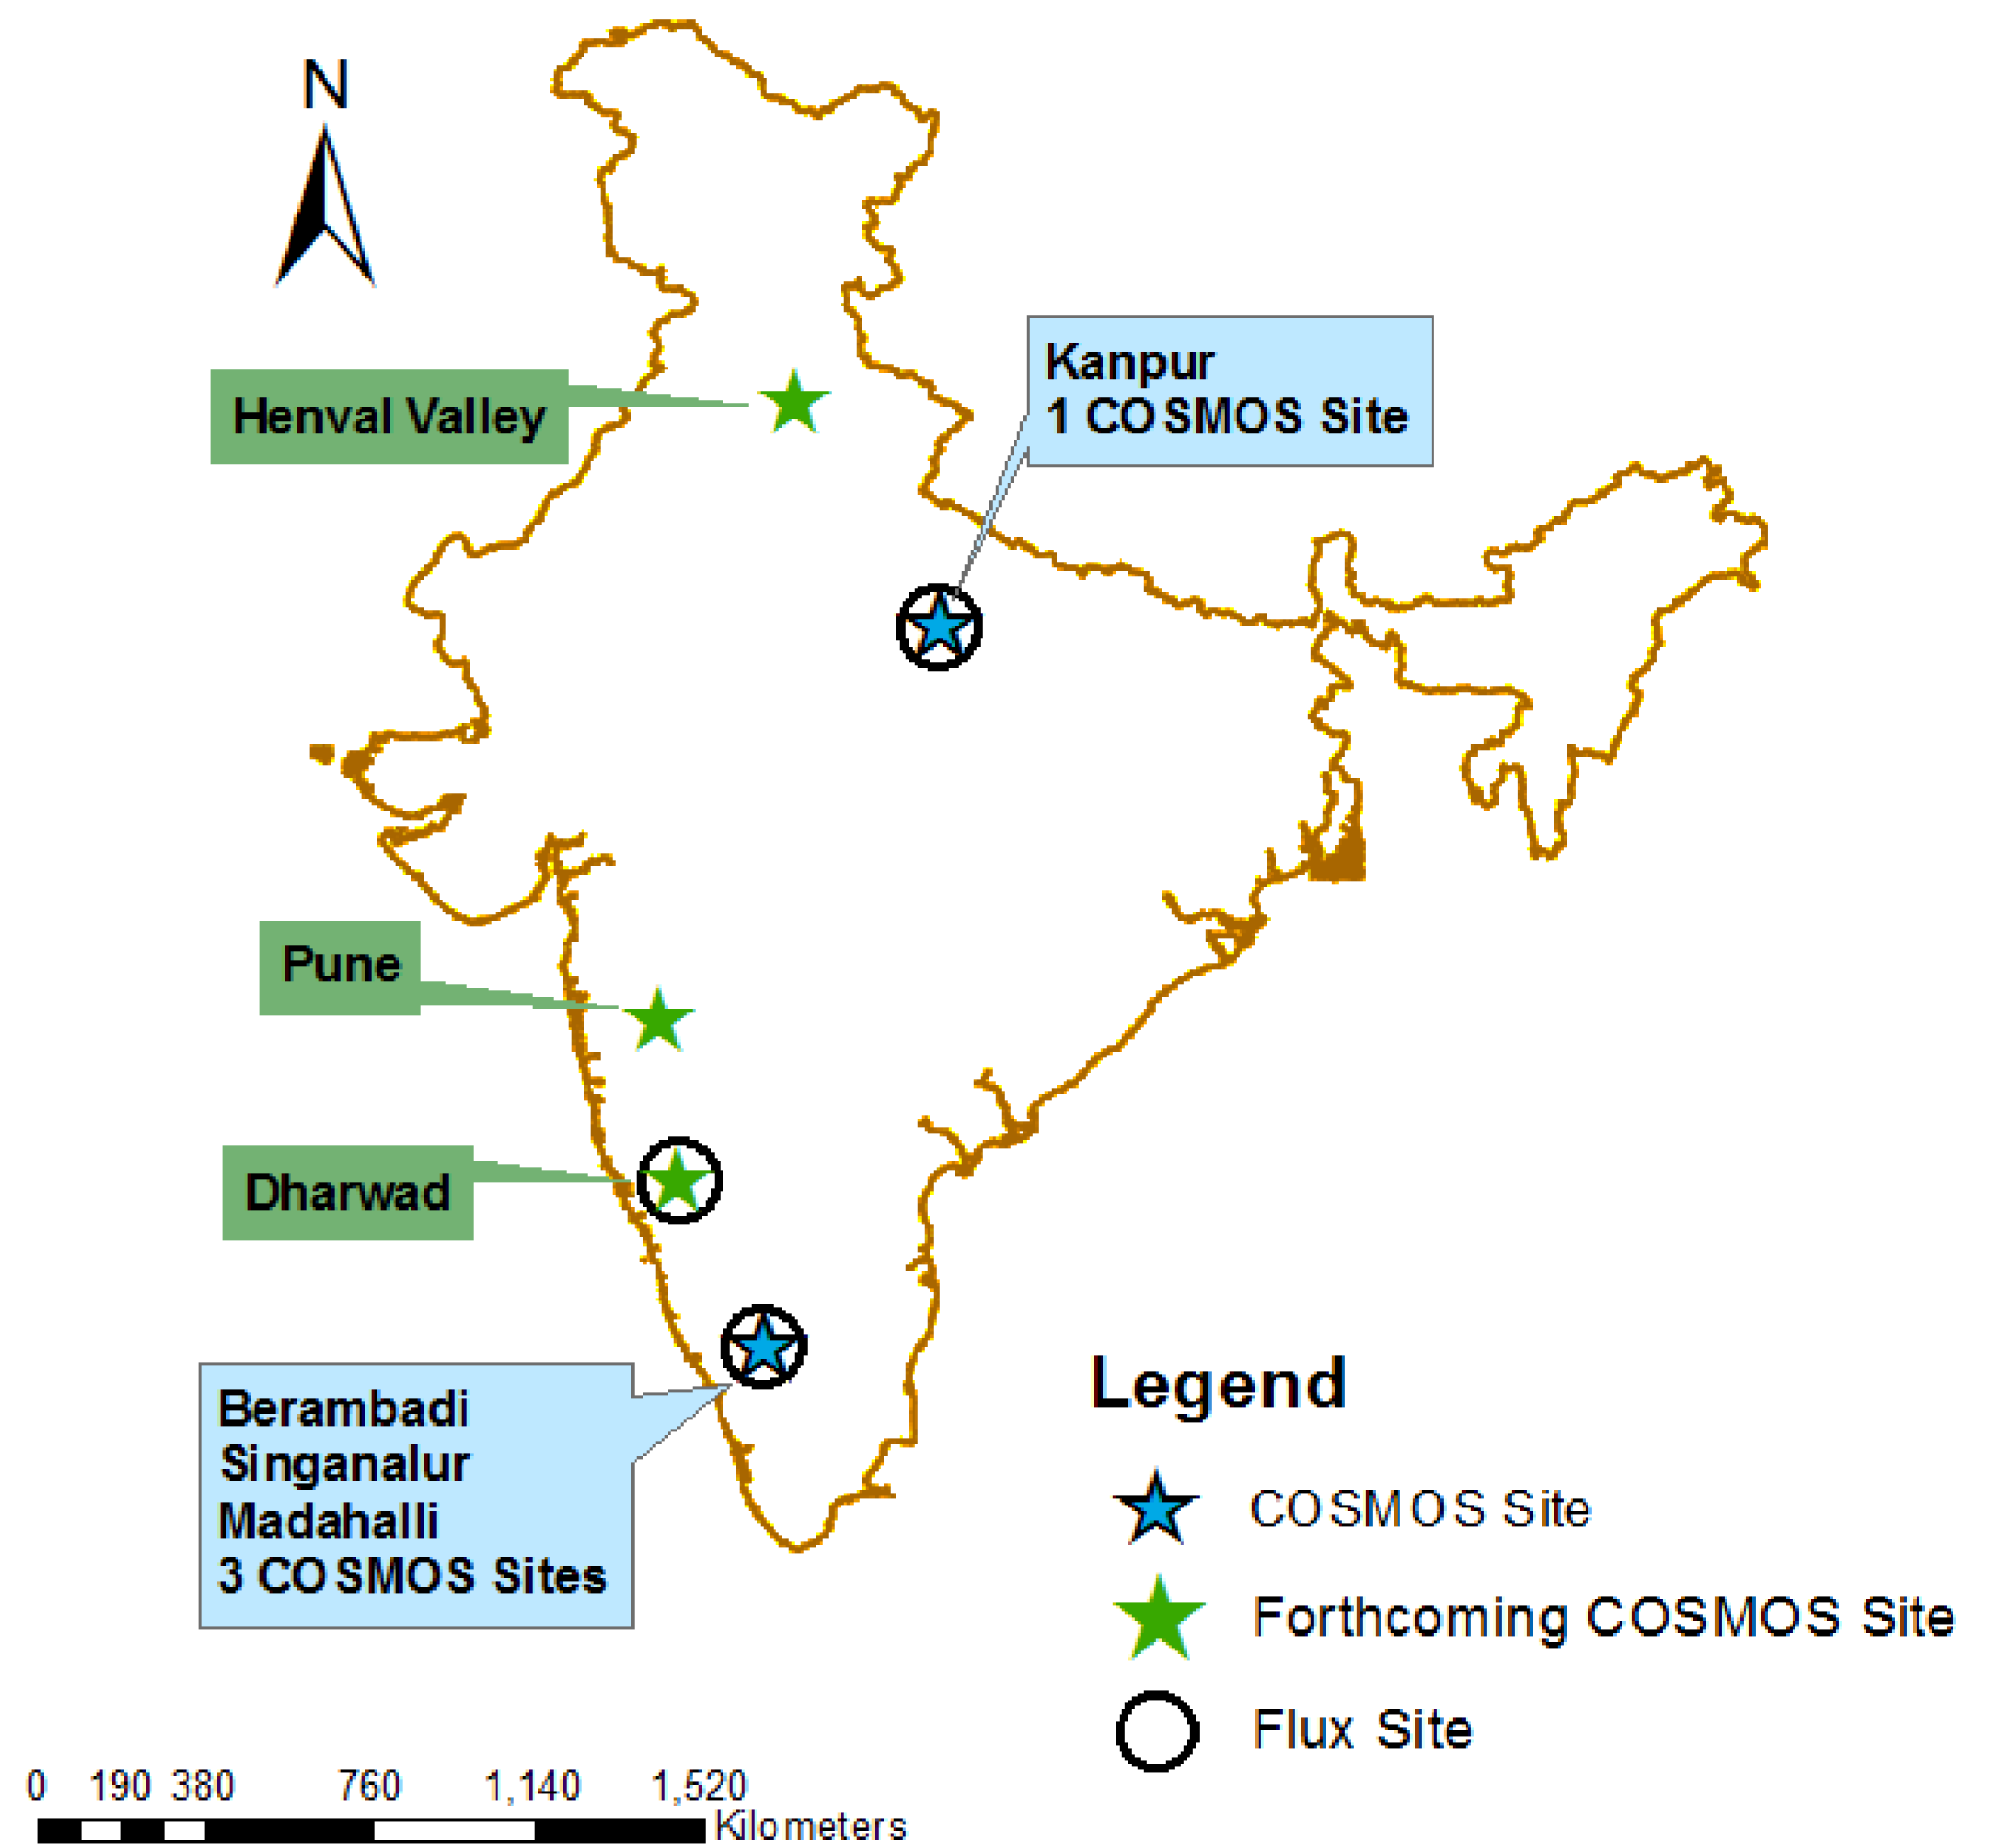 N
Kanpur
1 COSMOS Site
Henval Valley
Pune
Dharwad
Berambadi
Singanalur
Madahalli
3 COSMOS Sites
Legend
COSMOS Site
Forthcoming COSMOS Site
Flux Site
0 190 380 760 1,140 1,520
Kilometers